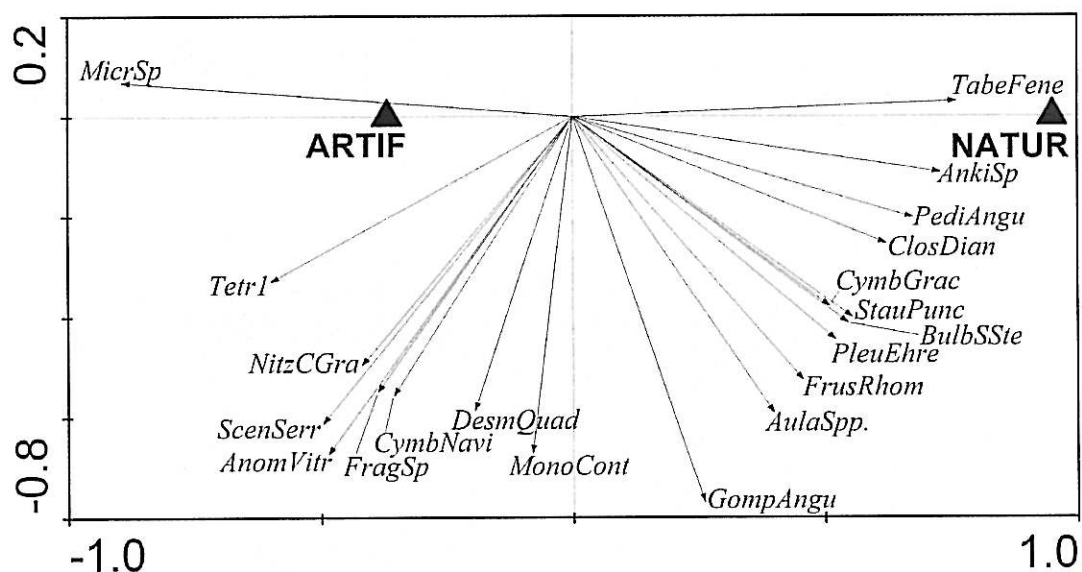 0.2
MicrSp
TabeFene
ARTIF
NATUR
AnkiSp
PediAngu
ClosDian
Tetr1
CymbGrac
StauPunc
BulbSSte
PleuEhre
NitzCGra
FrusRhom
DesmQuad
AulaSpp.
ScenSerr
CymbNavi
AnomVitr
FragSp
MonoCont
GompAngu
-0.8
-1.0
1.0